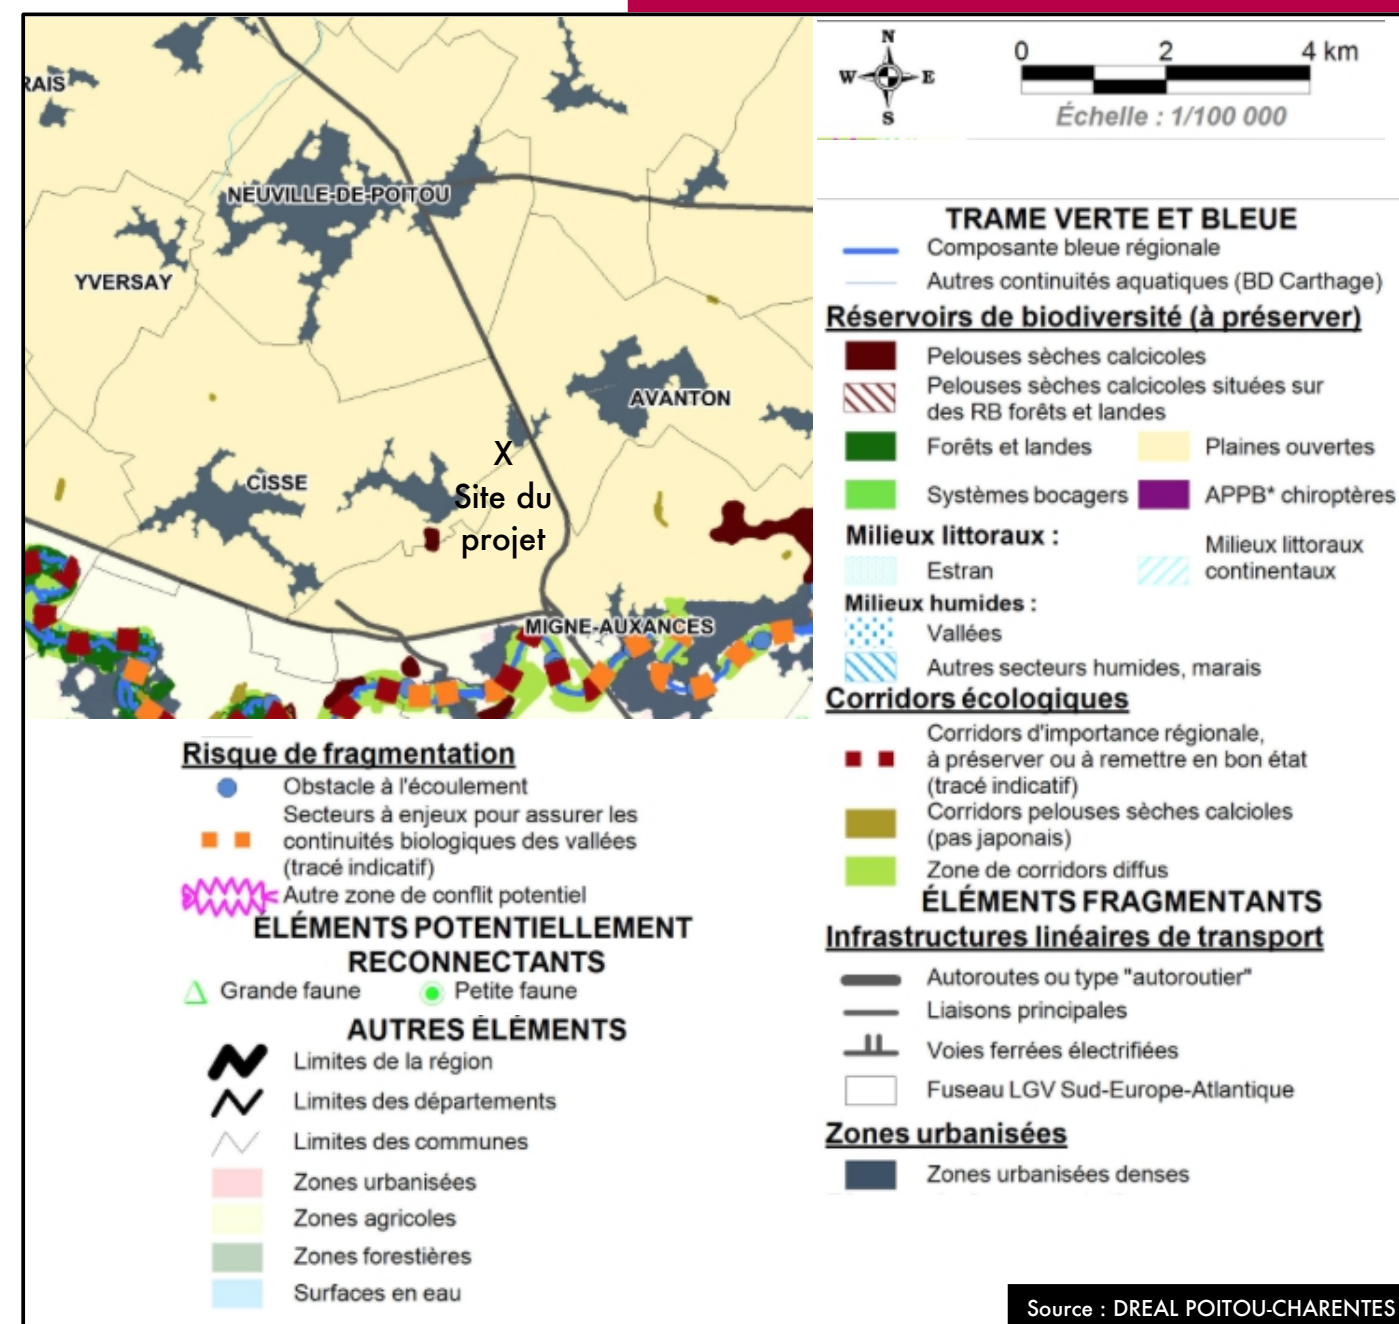 RAIS
NEUVILLE-DE-POITOU
YVERSAY
AVANTON
X
CISSE
Site du
projet
MIGNE-AUXANCES
N
W E
S
0 2 4 km
Échelle : 1/100 000
TRAME VERTE ET BLEUE
Composante bleue régionale
Autres continuités aquatiques (BD Carthage)
Réservoirs de biodiversité (à préserver)
Pelouses sèches calcicoles
Pelouses sèches calcicoles situées sur
des RB forêts et landes
Forêts et landes
Plaines ouvertes
Systèmes bocagers
APPB* chiroptères
Milieux littoraux :
Estran
Milieux littoraux
continentaux
Milieux humides :
Vallées
Autres secteurs humides, marais
Corridors écologiques
Corridors d'importance régionale,
à préserver ou à remettre en bon état
(tracé indicatif)
Corridors pelouses sèches calcioles
(pas japonais)
Zone de corridors diffus
ÉLÉMENTS FRAGMENTANTS
Infrastructures linéaires de transport
Autoroutes ou type "autoroutier"
Liaisons principales
Voies ferrées électrifiées
Fuseau LGV Sud-Europe-Atlantique
Zones urbanisées
Zones urbanisées denses
Risque de fragmentation
Obstacle à l'écoulement
Secteurs à enjeux pour assurer les
continuités biologiques des vallées
(tracé indicatif)
Autre zone de conflit potentiel
ÉLÉMENTS POTENTIELLEMENT
RECONNECTANTS
Grande faune
Petite faune
AUTRES ÉLÉMENTS
Limites de la région
Limites des départements
Limites des communes
Zones urbanisées
Zones agricoles
Zones forestières
Surfaces en eau
Source : DREAL POITOU-CHARENTES